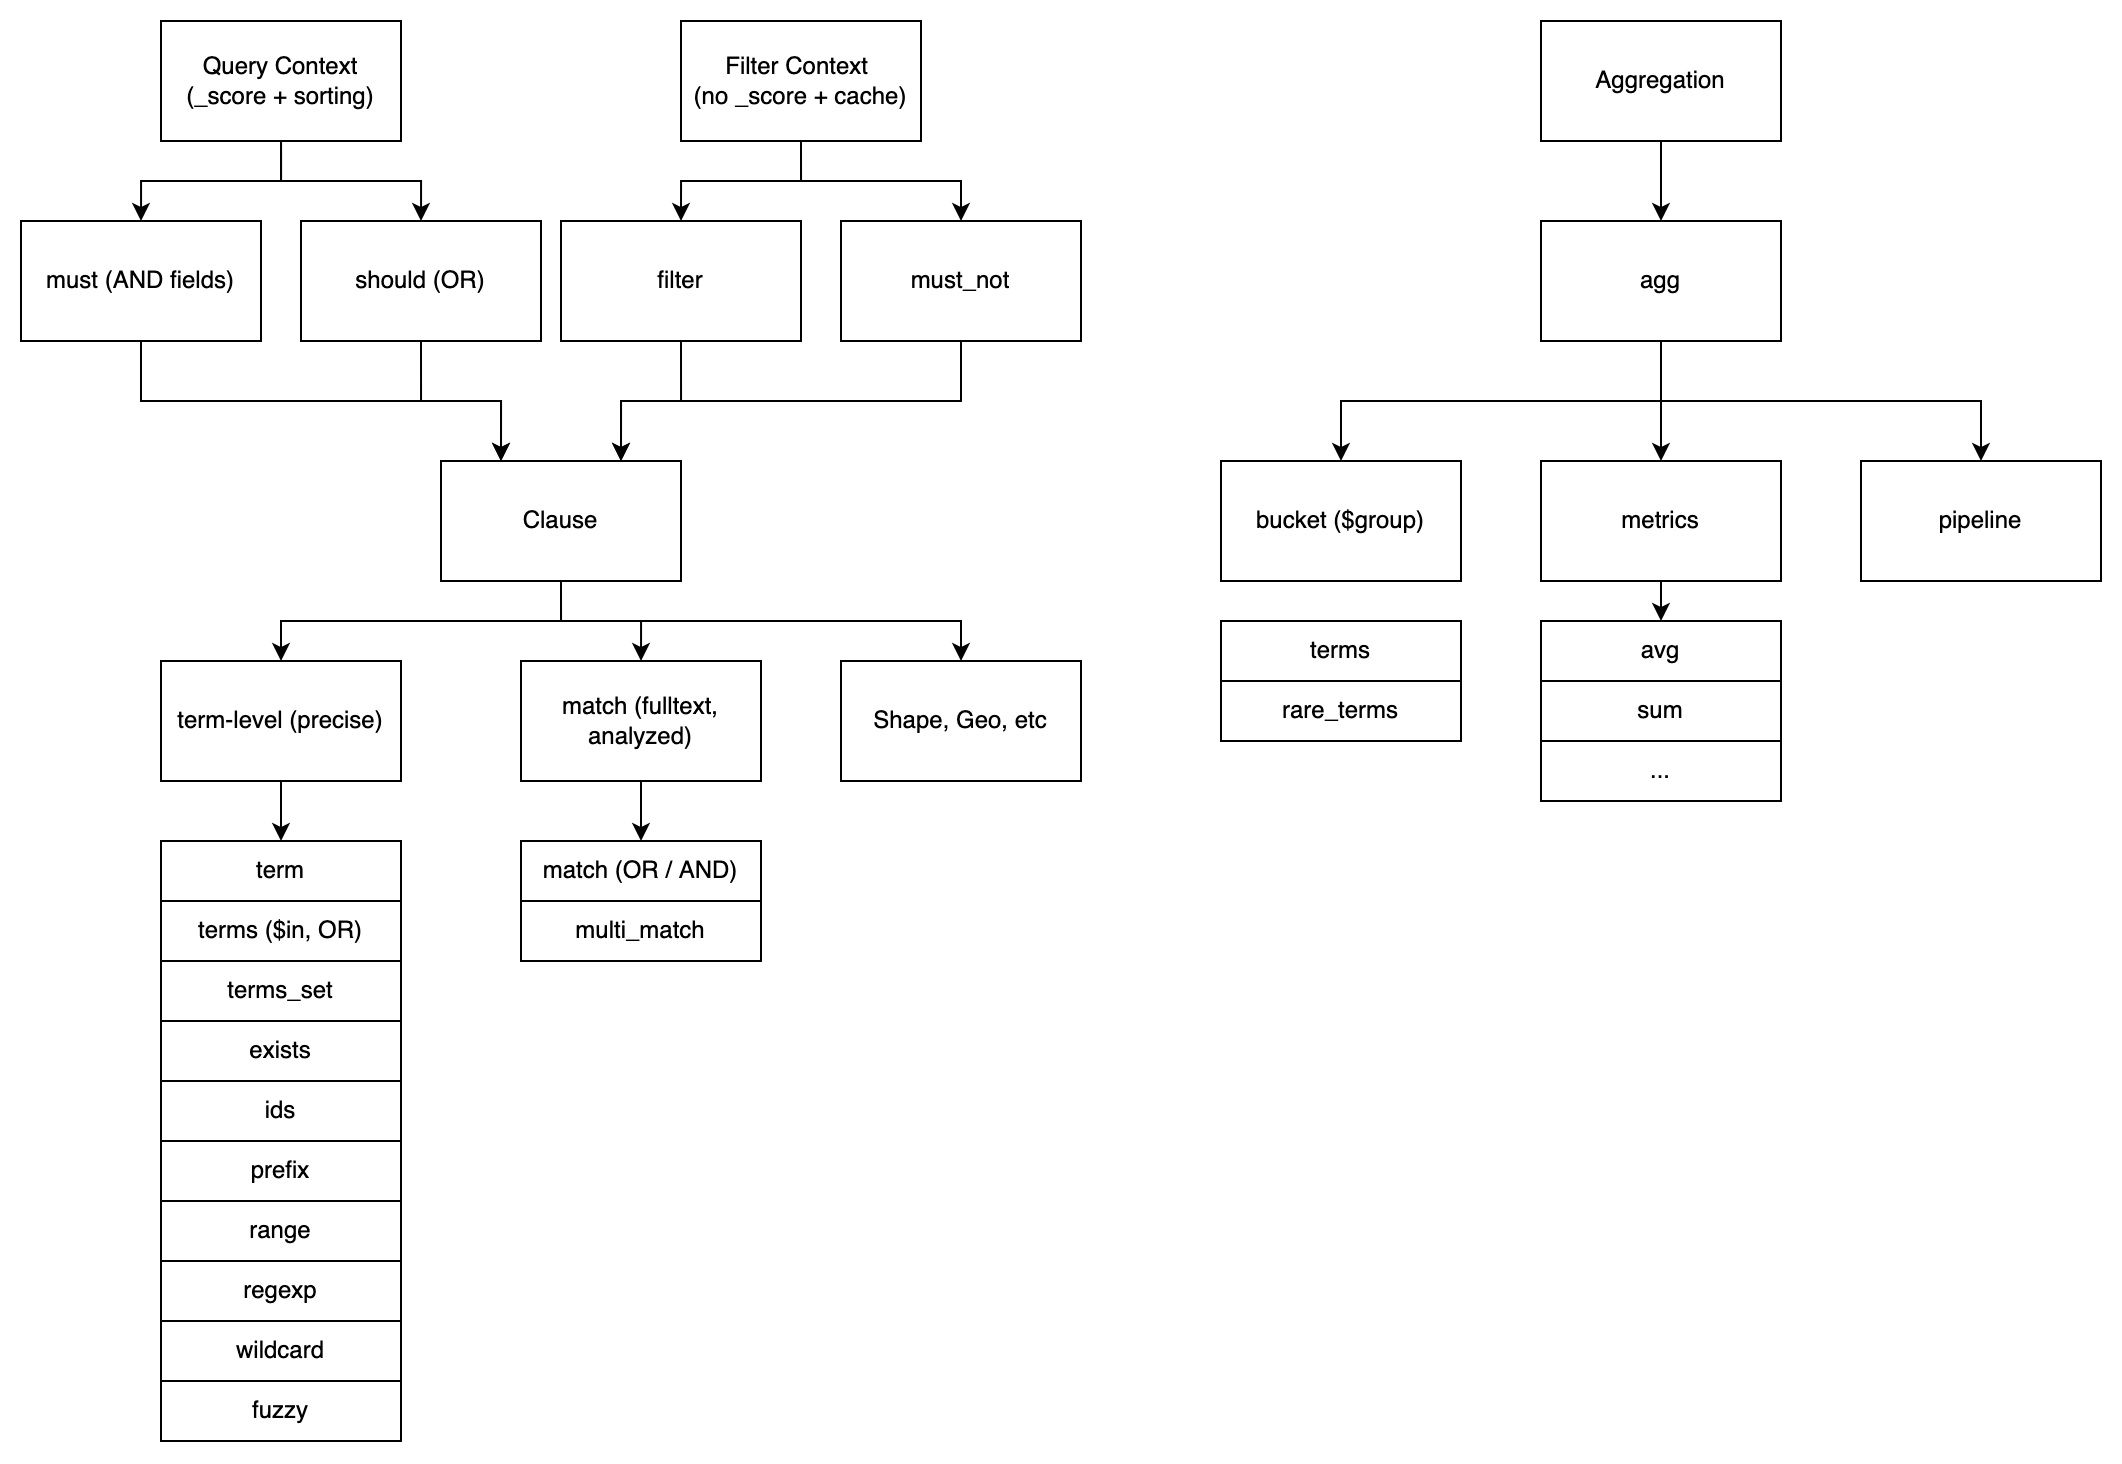 Query Context
(_score + sorting)
Filter Context
(no _score + cache)
Aggregation
must (AND fields)
should (OR)
filter
must_not
agg
Clause
bucket ($group)
metrics
pipeline
term-level (precise)
match (fulltext,
analyzed)
Shape, Geo, etc
terms
rare_terms
avg
sum
...
term
terms ($in, OR)
terms_set
exists
ids
prefix
range
regexp
wildcard
fuzzy
match (OR / AND)
multi_match